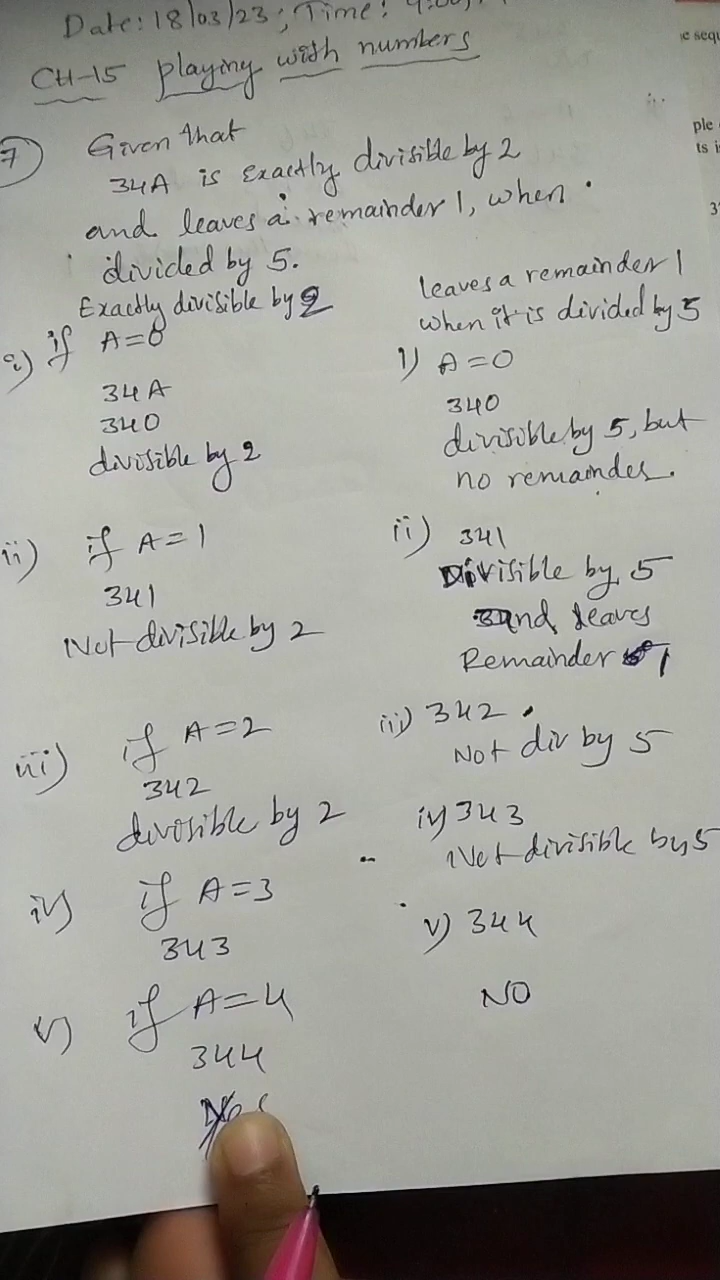 Date: 18/03/23; Time:
CH-15 playing with numbers
7 Given that
34A is Exactly divisible by 2
and leaves a remainder 1, when
divided by 5.
Exactly divisible by 2
i) if A=0
34A
340
divisible by 2
ii) if A=1
341
Not divisible by 2
iii) if A=2
342
divisible by 2
iv) if A=3
343
v) if A=4
344
leaves a remainder 1
when it is divided by 5
1) A=0
340
divisible by 5, but
no remainder.
ii) 341
Divisible by 5
and leaves
Remainder 1
iii) 342
Not div by 5
iv) 343
Not divisible by 5
v) 344
NO
ple